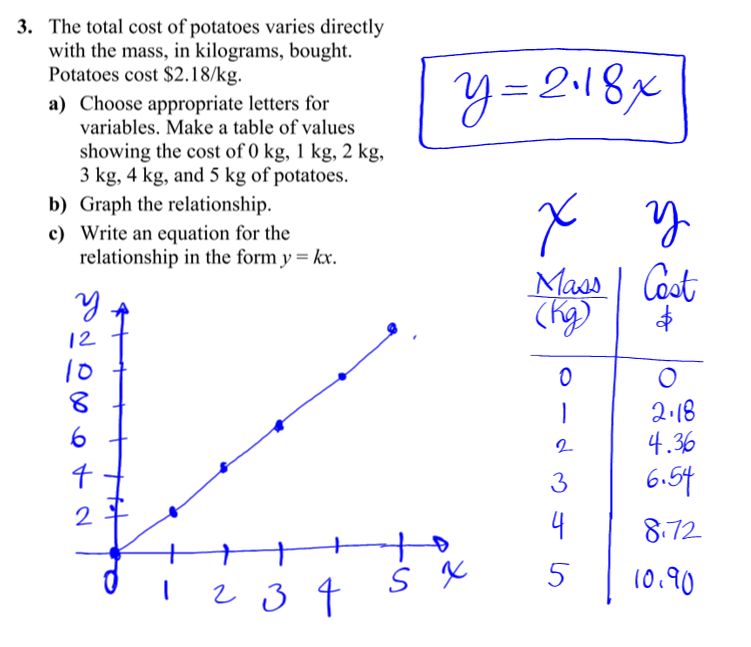 3. The total cost of potatoes varies directly
with the mass, in kilograms, bought.
Potatoes cost $2.18/kg.
a) Choose appropriate letters for
variables. Make a table of values
showing the cost of 0 kg, 1 kg, 2 kg,
3 kg, 4 kg, and 5 kg of potatoes.
b) Graph the relationship.
c) Write an equation for the
relationship in the form y = kx.
y = 2.18x
x y
Mass Cost
(kg) $
0 0
1 2.18
2 4.36
3 6.54
4 8.72
5 10.90
y
12
10
8
6
4
2
0 1 2 3 4 5 x